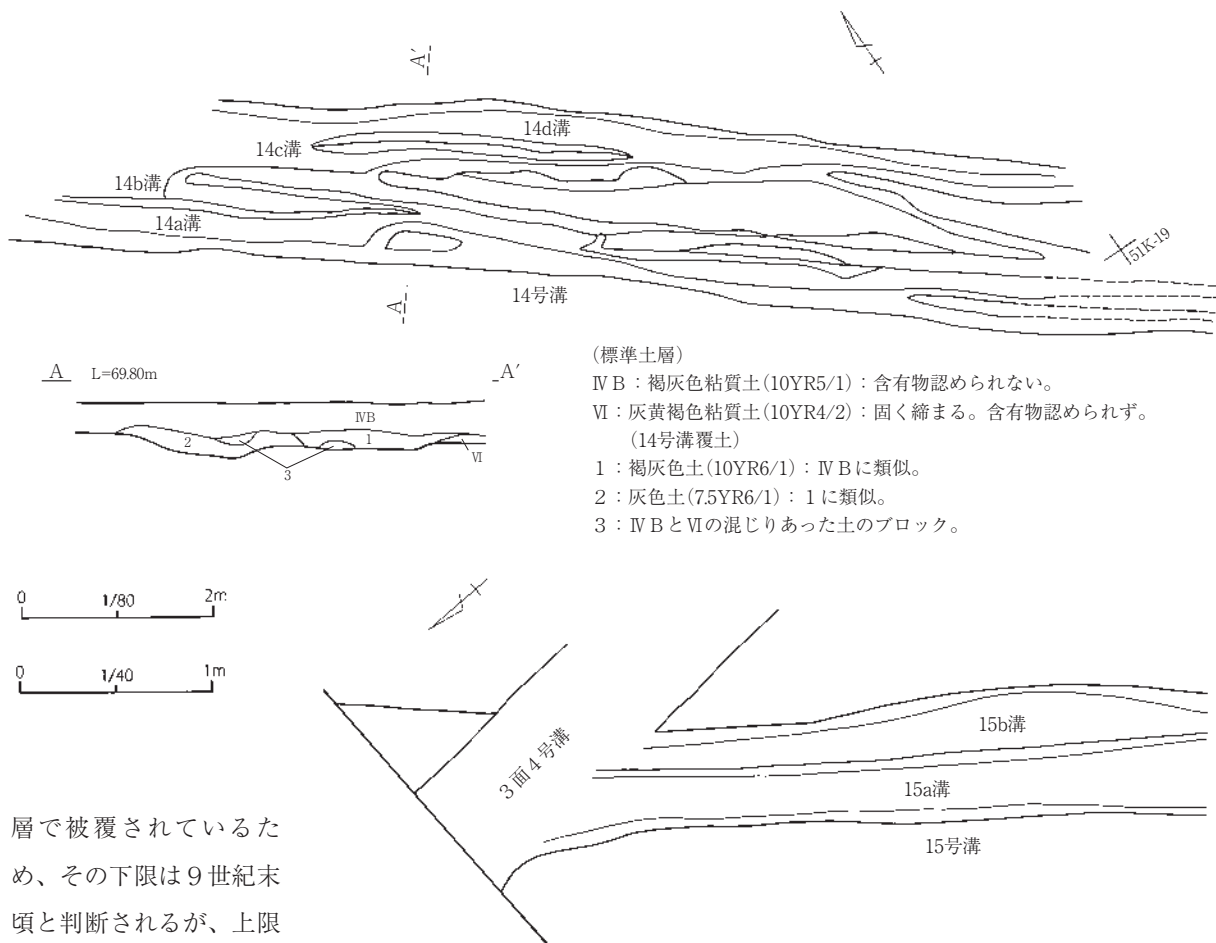 A′
14d溝
14c溝
14b溝
14a溝
51K-19
14号溝
A
A L=69.80m A′
ⅣB
2 1
Ⅵ
3
(標準土層)
ⅣB：褐灰色粘質土(10YR5/1)：含有物認められない。
Ⅵ：灰黄褐色粘質土(10YR4/2)：固く締まる。含有物認められず。
(14号溝覆土)
1：褐灰色土(10YR6/1)：ⅣBに類似。
2：灰色土(7.5YR6/1)：1に類似。
3：ⅣBとⅥの混じりあった土のブロック。
0 1/80 2m
0 1/40 1m
3面4号溝
15b溝
15a溝
15号溝
層で被覆されているた
め、その下限は9世紀末
頃と判断されるが、上限